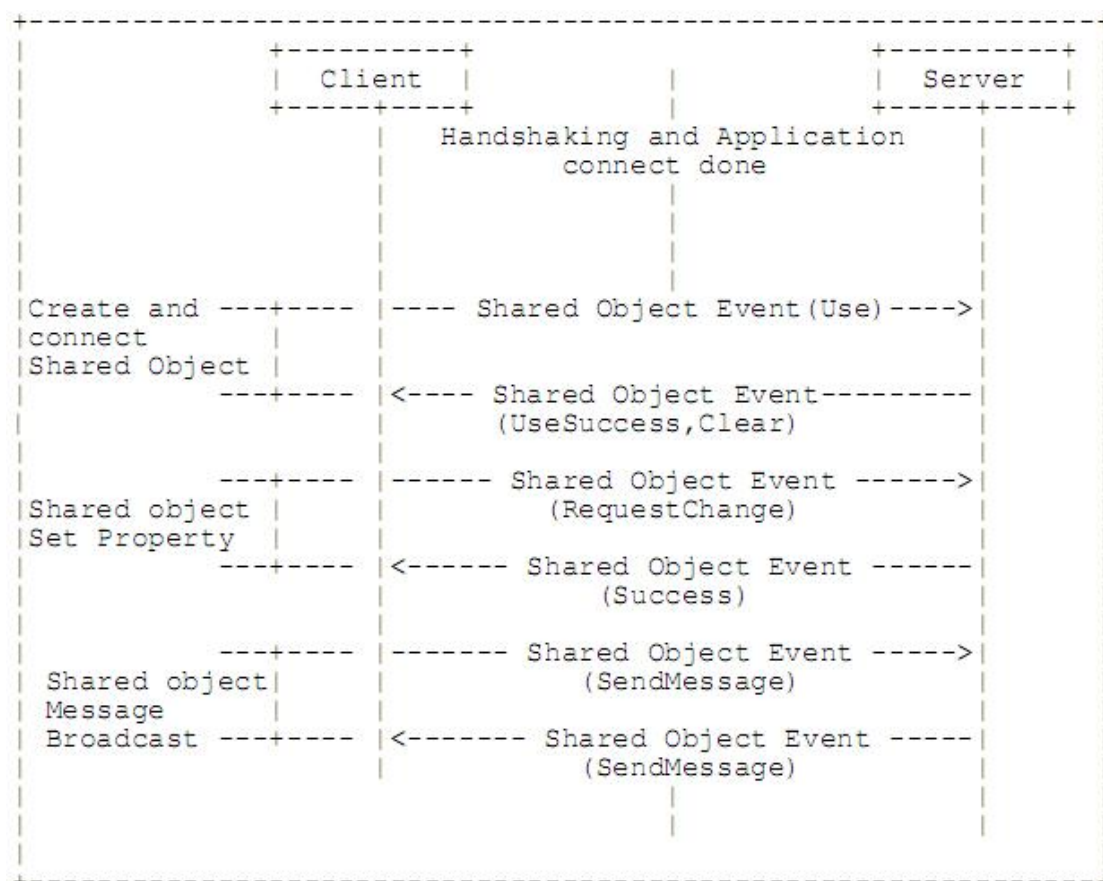 Client Server
Handshaking and Application
connect done
Create and ---+---- |---- Shared Object Event(Use)---->|
connect
Shared Object |
---+---- |<---- Shared Object Event---------|
(UseSuccess,Clear)
---+---- |------ Shared Object Event ------>|
Shared object | (RequestChange)
Set Property |
---+---- |<------ Shared Object Event ------|
(Success)
---+---- |------- Shared Object Event ----->|
Shared object| (SendMessage)
Message
Broadcast ---+---- |<------- Shared Object Event -----|
(SendMessage)